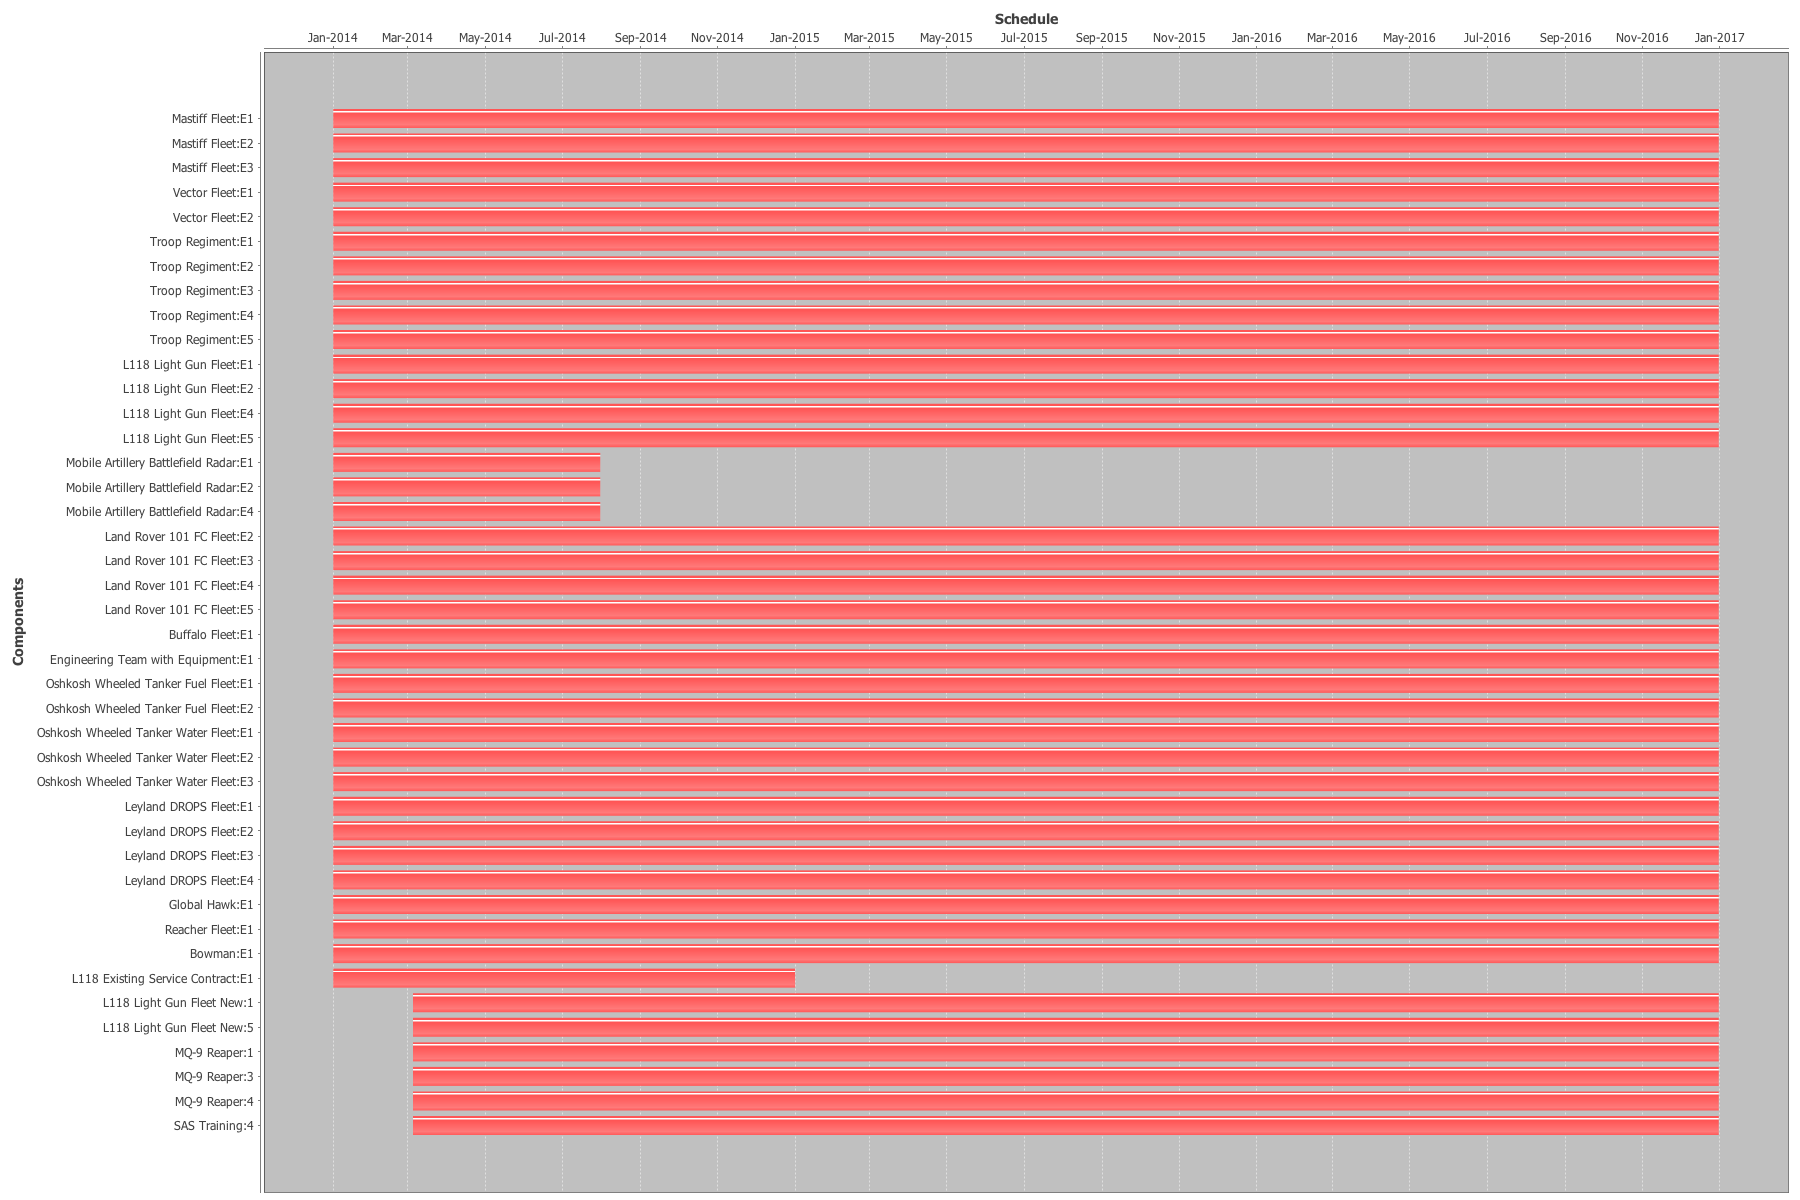 Schedule
Jan-2014 Mar-2014 May-2014 Jul-2014 Sep-2014 Nov-2014 Jan-2015 Mar-2015 May-2015 Jul-2015 Sep-2015 Nov-2015 Jan-2016 Mar-2016 May-2016 Jul-2016 Sep-2016 Nov-2016 Jan-2017
Components
Mastiff Fleet:E1
Mastiff Fleet:E2
Mastiff Fleet:E3
Vector Fleet:E1
Vector Fleet:E2
Troop Regiment:E1
Troop Regiment:E2
Troop Regiment:E3
Troop Regiment:E4
Troop Regiment:E5
L118 Light Gun Fleet:E1
L118 Light Gun Fleet:E2
L118 Light Gun Fleet:E4
L118 Light Gun Fleet:E5
Mobile Artillery Battlefield Radar:E1
Mobile Artillery Battlefield Radar:E2
Mobile Artillery Battlefield Radar:E4
Land Rover 101 FC Fleet:E2
Land Rover 101 FC Fleet:E3
Land Rover 101 FC Fleet:E4
Land Rover 101 FC Fleet:E5
Buffalo Fleet:E1
Engineering Team with Equipment:E1
Oshkosh Wheeled Tanker Fuel Fleet:E1
Oshkosh Wheeled Tanker Fuel Fleet:E2
Oshkosh Wheeled Tanker Water Fleet:E1
Oshkosh Wheeled Tanker Water Fleet:E2
Oshkosh Wheeled Tanker Water Fleet:E3
Leyland DROPS Fleet:E1
Leyland DROPS Fleet:E2
Leyland DROPS Fleet:E3
Leyland DROPS Fleet:E4
Global Hawk:E1
Reacher Fleet:E1
Bowman:E1
L118 Existing Service Contract:E1
L118 Light Gun Fleet New:1
L118 Light Gun Fleet New:5
MQ-9 Reaper:1
MQ-9 Reaper:3
MQ-9 Reaper:4
SAS Training:4